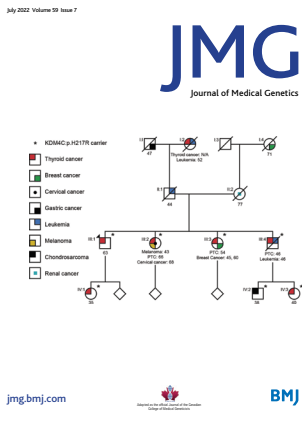 July 2022 Volume 59 Issue 7
JMG
Journal of Medical Genetics
* KDM4C:p.H217R carrier
Thyroid cancer
Breast cancer
Cervical cancer
Gastric cancer
Leukemia
Melanoma
Chondrosarcoma
Renal cancer
I:1
47
I:2
Thyroid cancer: N/A
Leukemia: 52
I:3
I:4
71
II:1
44
II:2
77
III:1
63
III:2
Melanoma: 43
PTC: 66
Cervical cancer: 68
III:3
PTC: 54
Breast Cancer: 45, 60
III:4
PTC: 46
Leukemia: 48
IV:1
35
IV:2
IV:3
jmg.bmj.com
Adopted as the official Journal of the Canadian
College of Medical Geneticists
BMJ